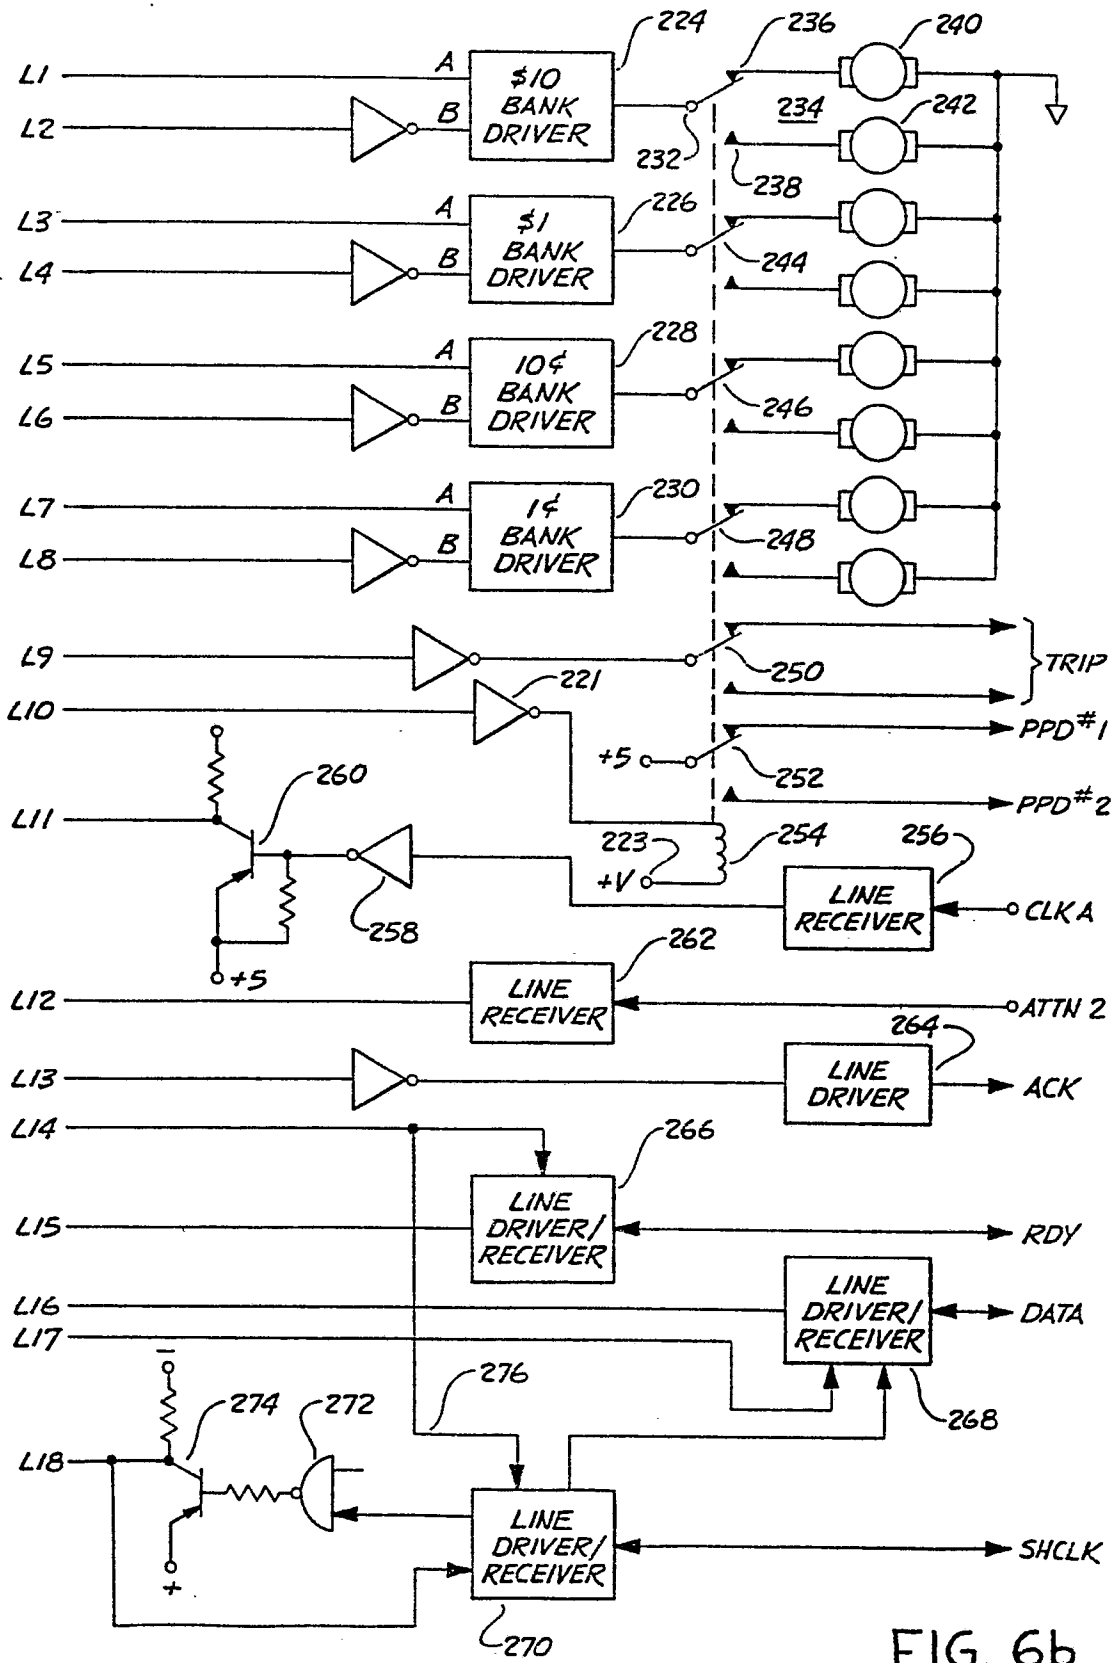 224
236
240
L1
A
$10
BANK
DRIVER
L2
B
232
234
238
242
L3
A
$1
BANK
DRIVER
226
L4
B
244
L5
A
10¢
BANK
DRIVER
228
L6
B
246
L7
A
1¢
BANK
DRIVER
230
L8
B
248
L9
250
TRIP
L10
221
PPD#1
+5
252
PPD#2
L11
260
223
+V
254
256
258
LINE
RECEIVER
CLK A
+5
262
L12
LINE
RECEIVER
ATTN 2
264
L13
LINE
DRIVER
ACK
L14
266
L15
LINE
DRIVER/
RECEIVER
RDY
L16
LINE
DRIVER/
RECEIVER
DATA
L17
268
–
276
274
272
L18
+
LINE
DRIVER/
RECEIVER
SHCLK
270
FIG. 6b